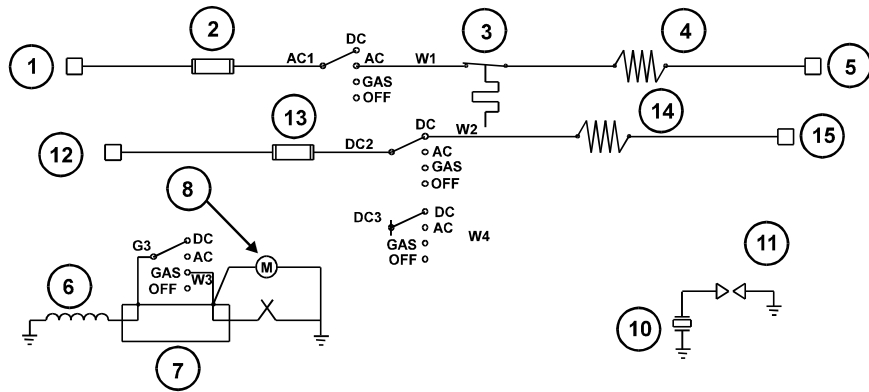 1
2
AC1
DC
AC
GAS
OFF
W1
3
4
5
12
13
DC2
DC
AC
GAS
OFF
W2
14
15
8
DC3
DC
AC
GAS
OFF
W4
11
G3
DC
AC
GAS
W3
OFF
M
6
7
10